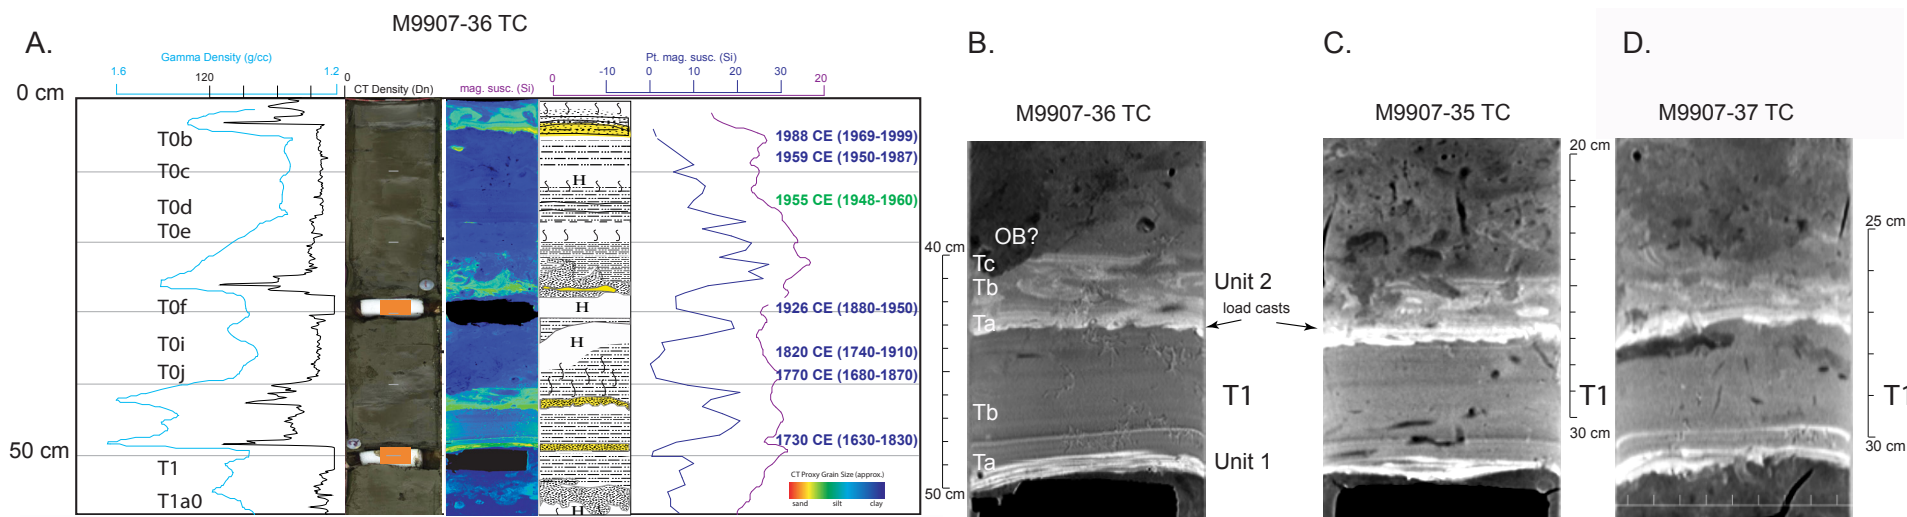 M9907-36 TC
A.
Gamma Density (g/cc)
1.6
120
1.2
0
CT Density (Dn)
mag. susc. (Si)
Pt. mag. susc. (Si)
0
-10
0
10
20
30
20
0 cm
50 cm
T0b
T0c
T0d
T0e
T0f
T0i
T0j
T1
T1a0
H
H
H
H
1988 CE (1969-1999)
1959 CE (1950-1987)
1955 CE (1948-1960)
1926 CE (1880-1950)
1820 CE (1740-1910)
1770 CE (1680-1870)
1730 CE (1630-1830)
CT Proxy Grain Size (approx.)
sand
silt
clay
B.
M9907-36 TC
40 cm
50 cm
OB?
Tc
Tb
Ta
Tb
Ta
Unit 2
load casts
T1
Unit 1
C.
M9907-35 TC
20 cm
T1
30 cm
D.
M9907-37 TC
25 cm
T1
30 cm